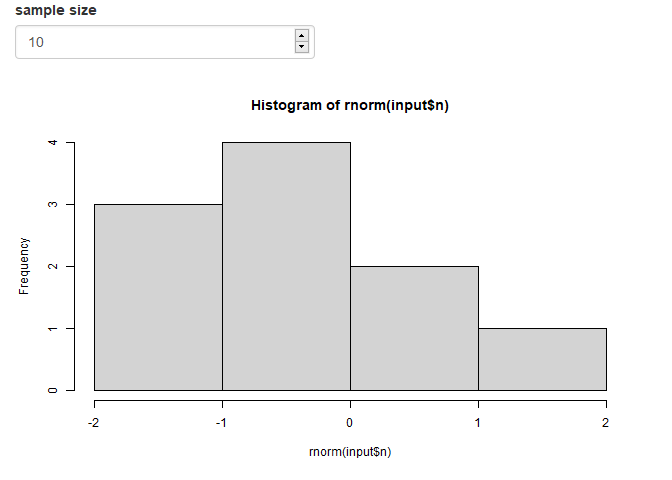 sample size
10
Histogram of rnorm(input$n)
4
3
2
1
0
Frequency
-2 -1 0 1 2
rnorm(input$n)